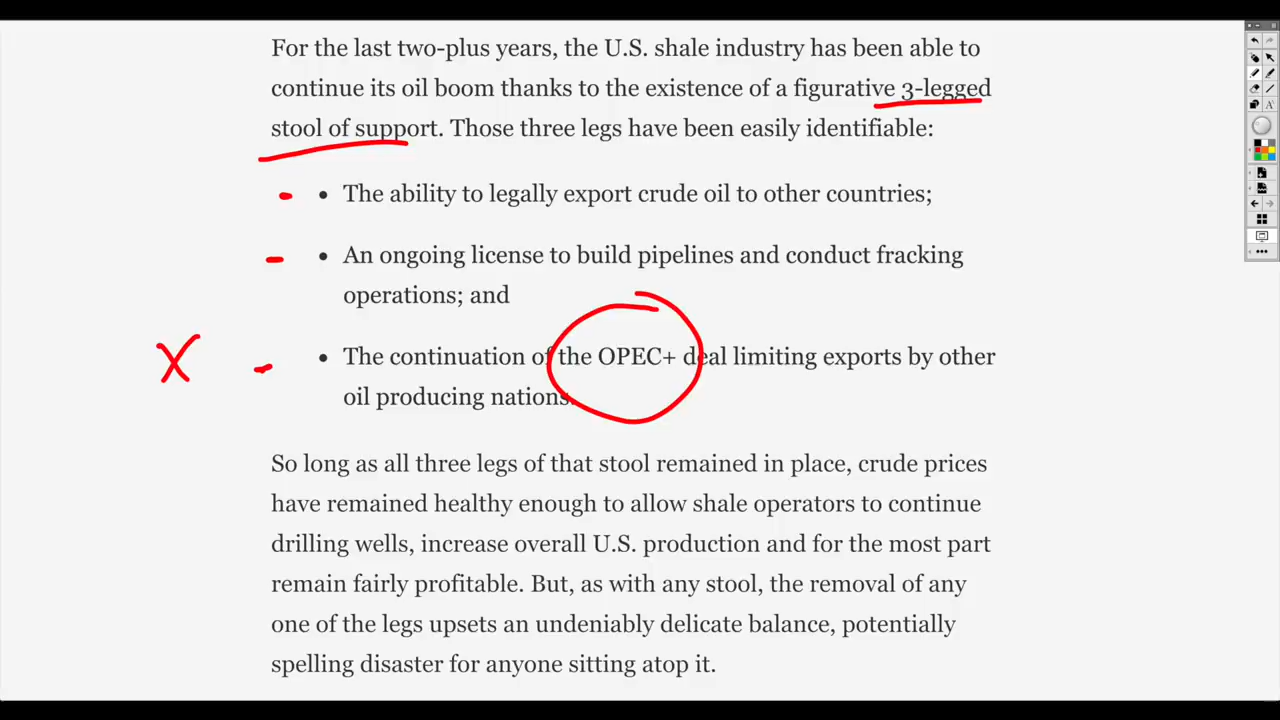 For the last two-plus years, the U.S. shale industry has been able to
continue its oil boom thanks to the existence of a figurative 3-legged
stool of support. Those three legs have been easily identifiable:
• The ability to legally export crude oil to other countries;
• An ongoing license to build pipelines and conduct fracking
operations; and
X
• The continuation of the OPEC+ deal limiting exports by other
oil producing nations.
So long as all three legs of that stool remained in place, crude prices
have remained healthy enough to allow shale operators to continue
drilling wells, increase overall U.S. production and for the most part
remain fairly profitable. But, as with any stool, the removal of any
one of the legs upsets an undeniably delicate balance, potentially
spelling disaster for anyone sitting atop it.